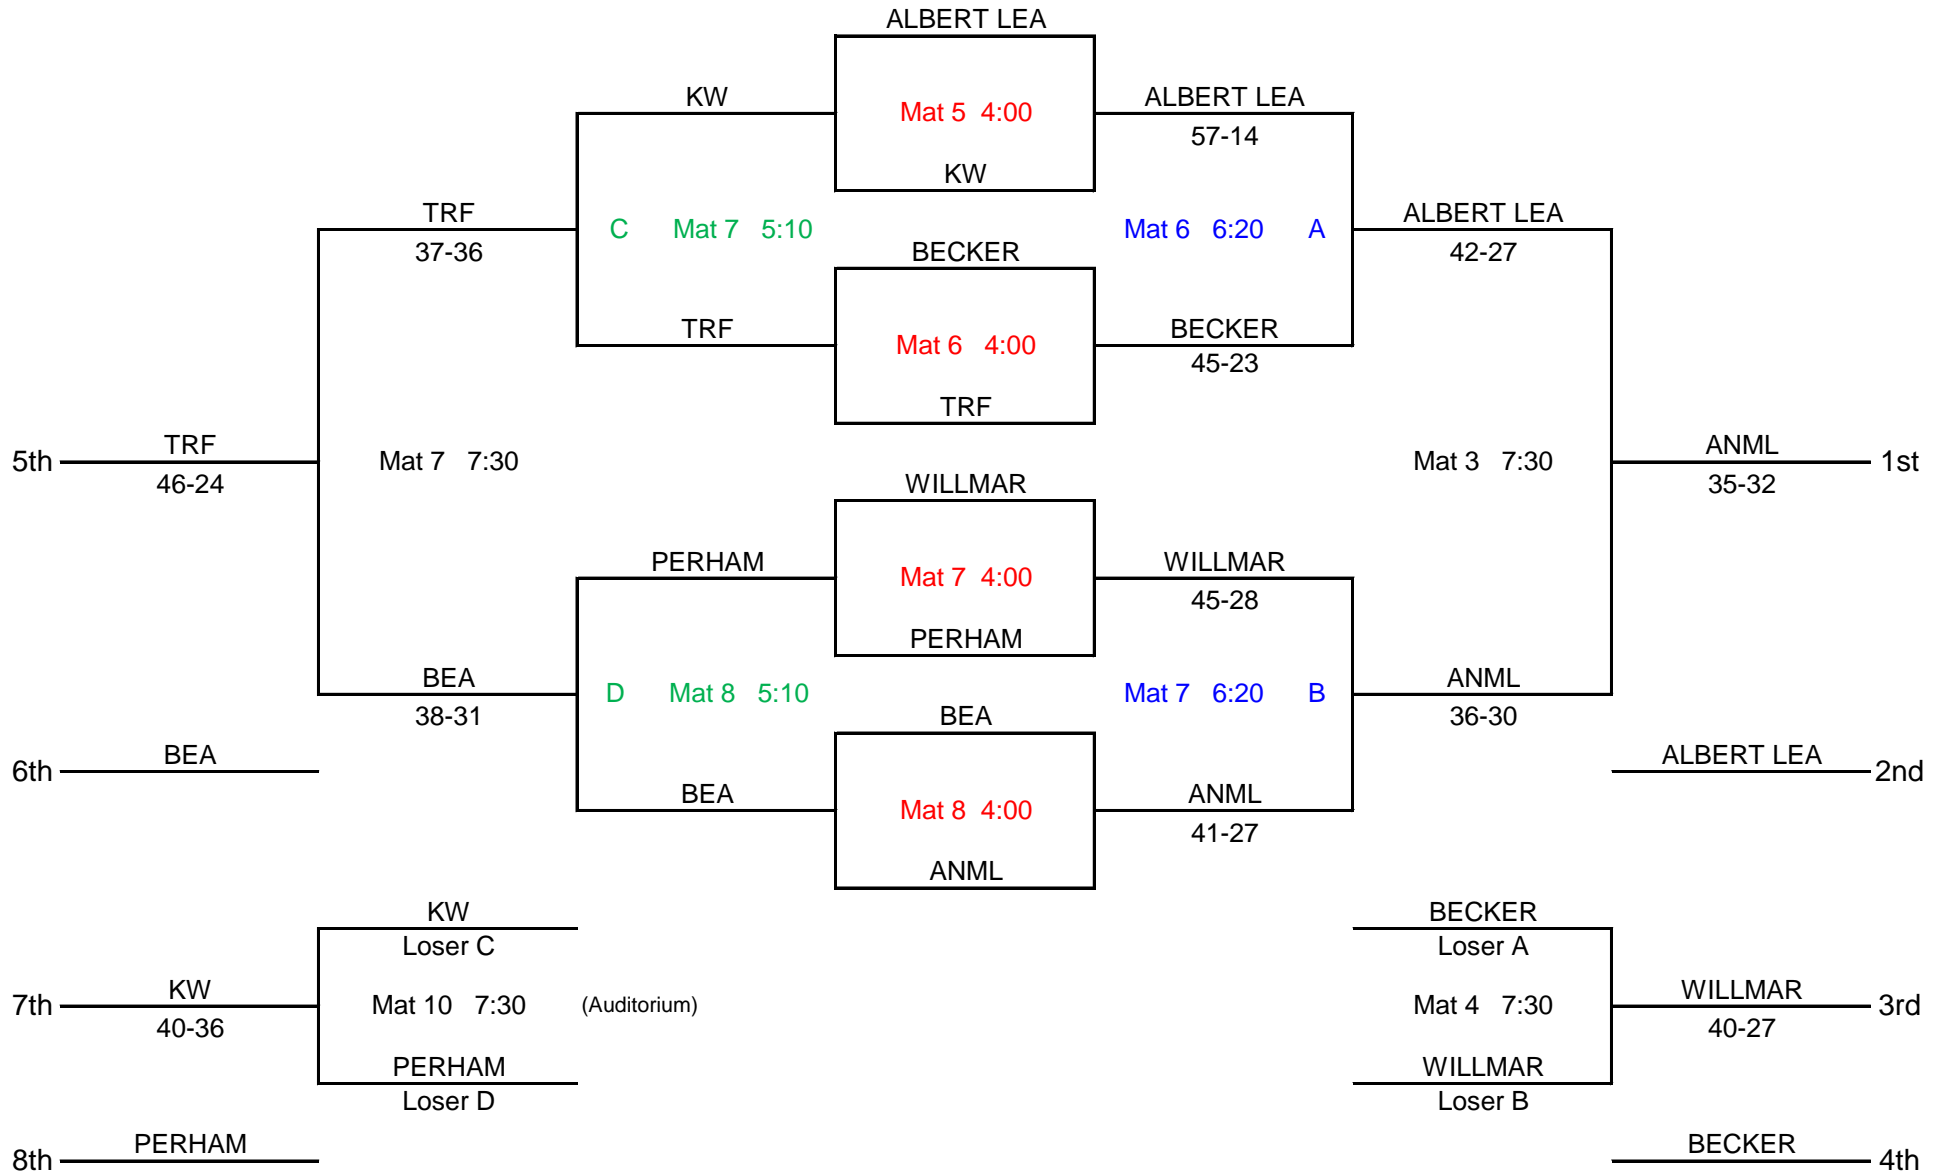 ALBERT LEA
KW
Mat 5 4:00
ALBERT LEA
57-14
KW
TRF
37-36
C Mat 7 5:10
Mat 6 6:20 A
ALBERT LEA
42-27
BECKER
TRF
Mat 6 4:00
BECKER
45-23
TRF
5th
TRF
46-24
Mat 7 7:30
Mat 3 7:30
ANML
35-32
1st
WILLMAR
PERHAM
Mat 7 4:00
WILLMAR
45-28
PERHAM
BEA
38-31
D Mat 8 5:10
Mat 7 6:20 B
ANML
36-30
BEA
6th
BEA
ALBERT LEA
2nd
BEA
Mat 8 4:00
ANML
41-27
ANML
KW
Loser C
BECKER
Loser A
7th
KW
40-36
Mat 10 7:30 (Auditorium)
Mat 4 7:30
WILLMAR
40-27
3rd
PERHAM
Loser D
WILLMAR
Loser B
8th
PERHAM
BECKER
4th